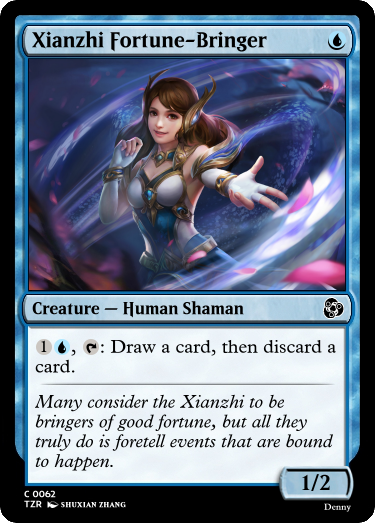 Xianzhi Fortune-Bringer
Creature — Human Shaman
1, : Draw a card, then discard a
card.
Many consider the Xianzhi to be
bringers of good fortune, but all they
truly do is foretell events that are bound
to happen.
1/2
C 0062
TZR SHUXIAN ZHANG
Denny